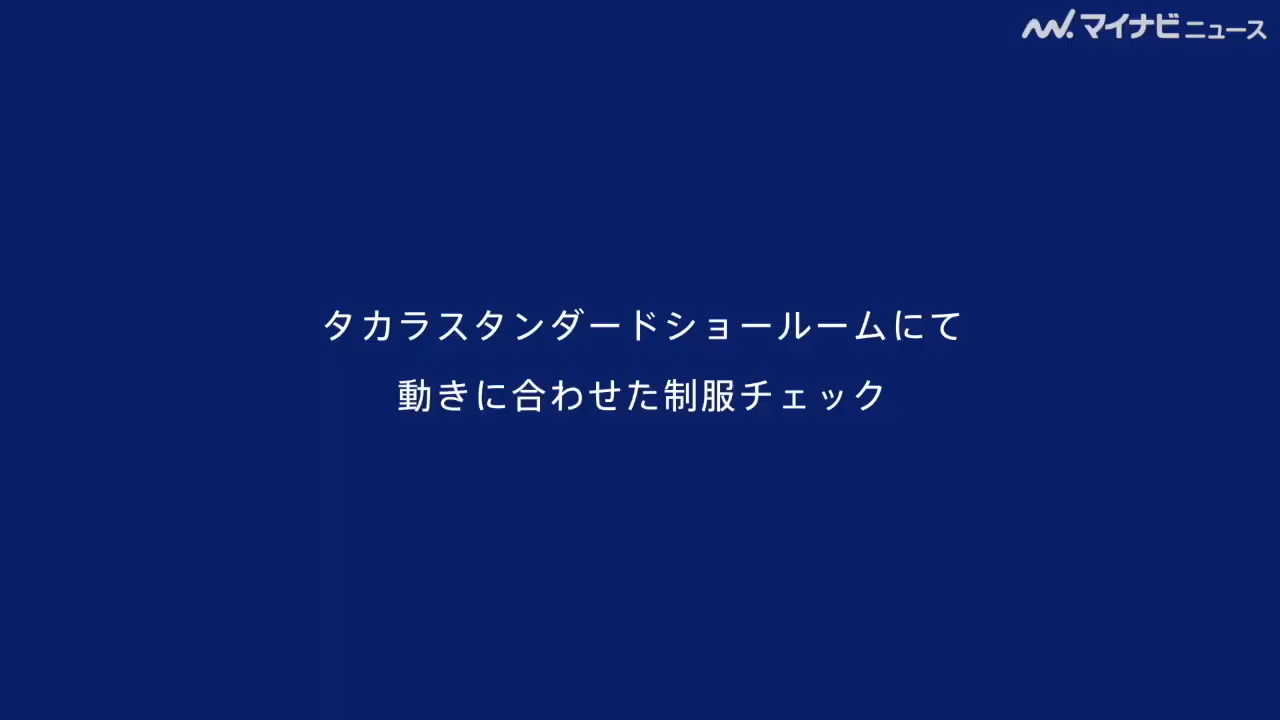 マイナビニュース
タカラスタンダードショールームにて
動きに合わせた制服チェック